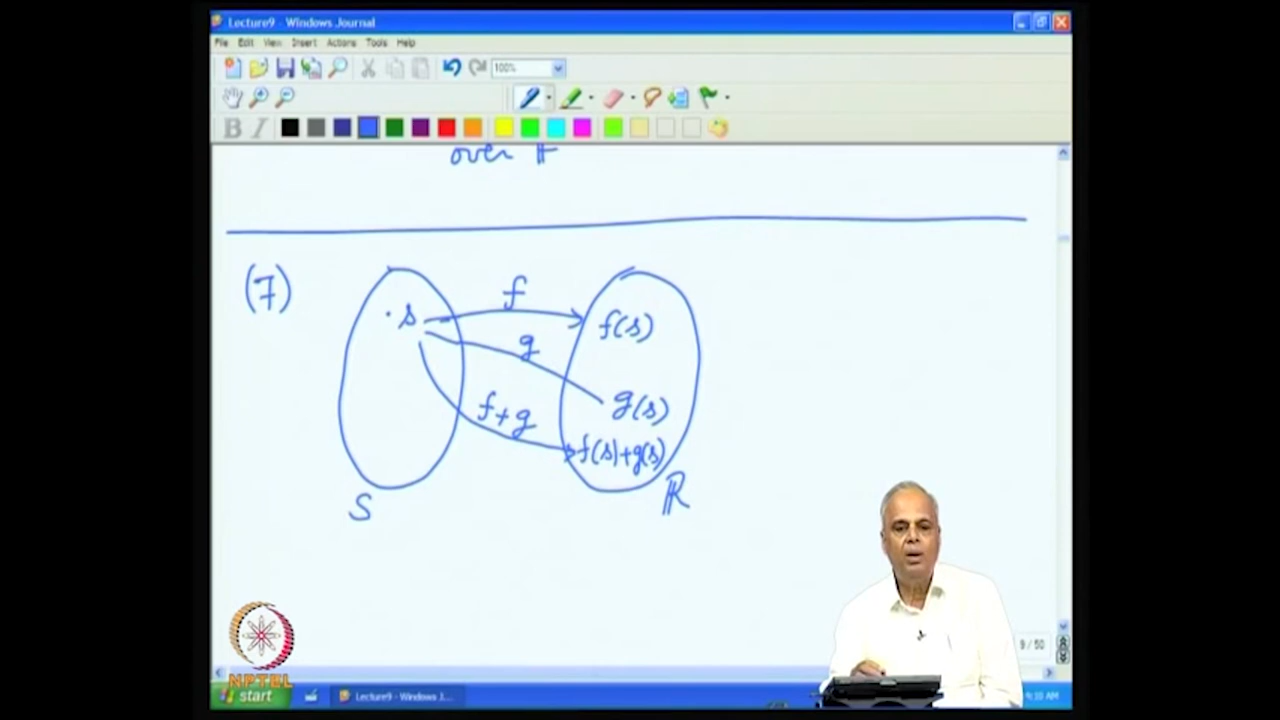 Lecture9 - Windows Journal
File Edit View Insert Actions Tools Help
100%
B I
over F
(7)
f
. s
f(s)
g
g(s)
f+g
f(s)+g(s)
S
R
9 / 50
NPTEL
start
Lecture9 - Windows J...